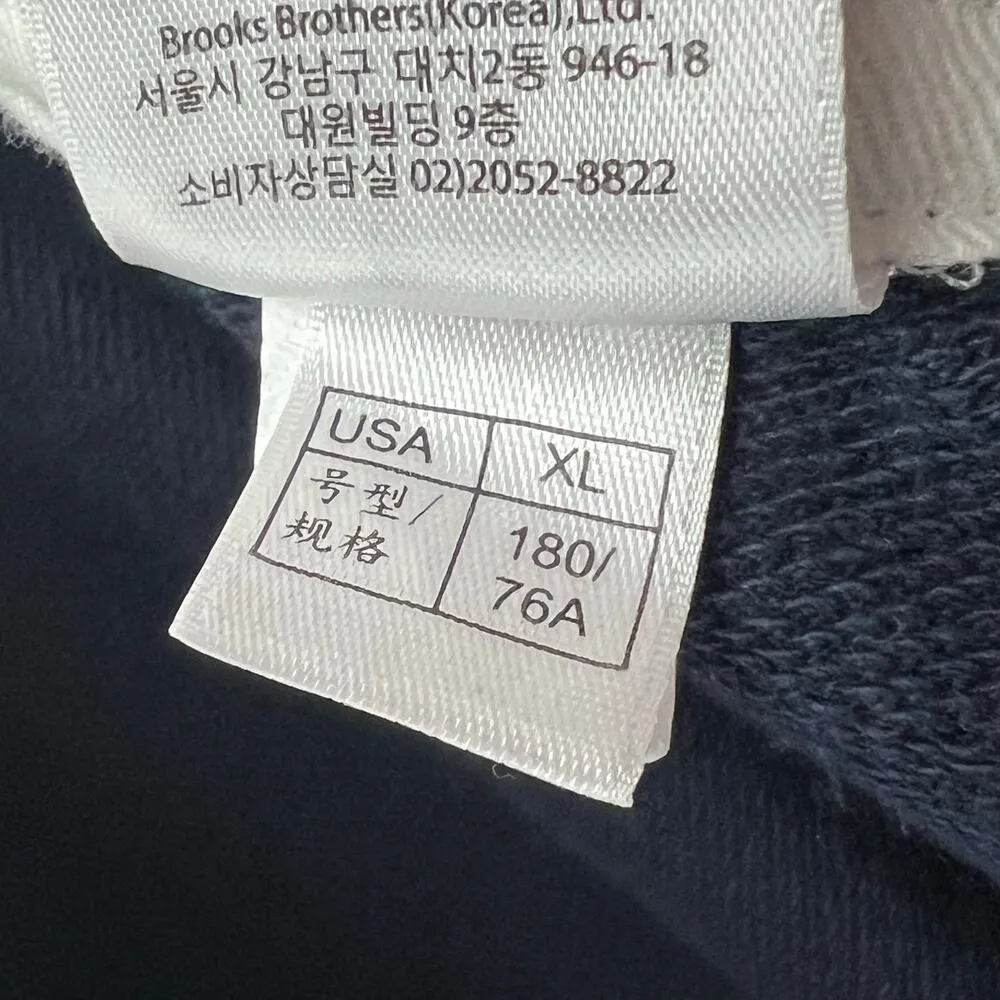 Brooks Brothers(Korea),Ltd.
서울시 강남구 대치2동 946-18
대원빌딩 9층
소비자상담실 02)2052-8822
USA XL
号型/ 180/
规格 76A